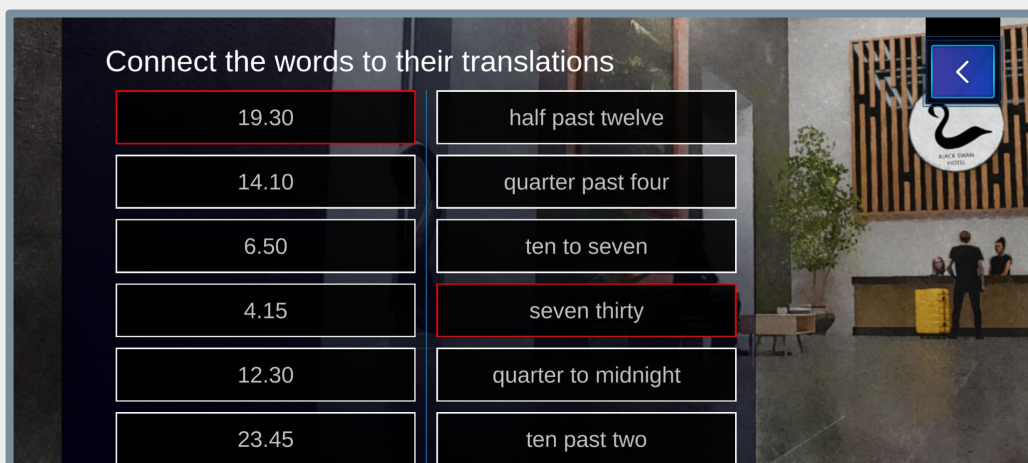 Connect the words to their translations
19.30
half past twelve
14.10
quarter past four
6.50
ten to seven
4.15
seven thirty
12.30
quarter to midnight
23.45
ten past two
BLACK SWAN
HOTEL